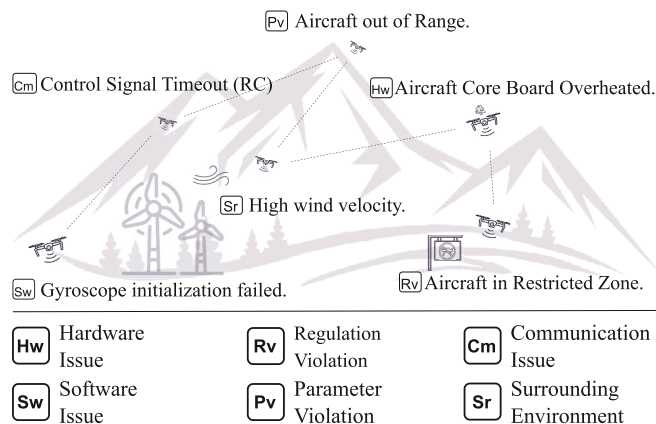 Pv Aircraft out of Range.
Cm Control Signal Timeout (RC)
Hw Aircraft Core Board Overheated.
Sr High wind velocity.
Sw Gyroscope initialization failed.
Rv Aircraft in Restricted Zone.
Hw Hardware
Issue
Rv Regulation
Violation
Cm Communication
Issue
Sw Software
Issue
Pv Parameter
Violation
Sr Surrounding
Environment